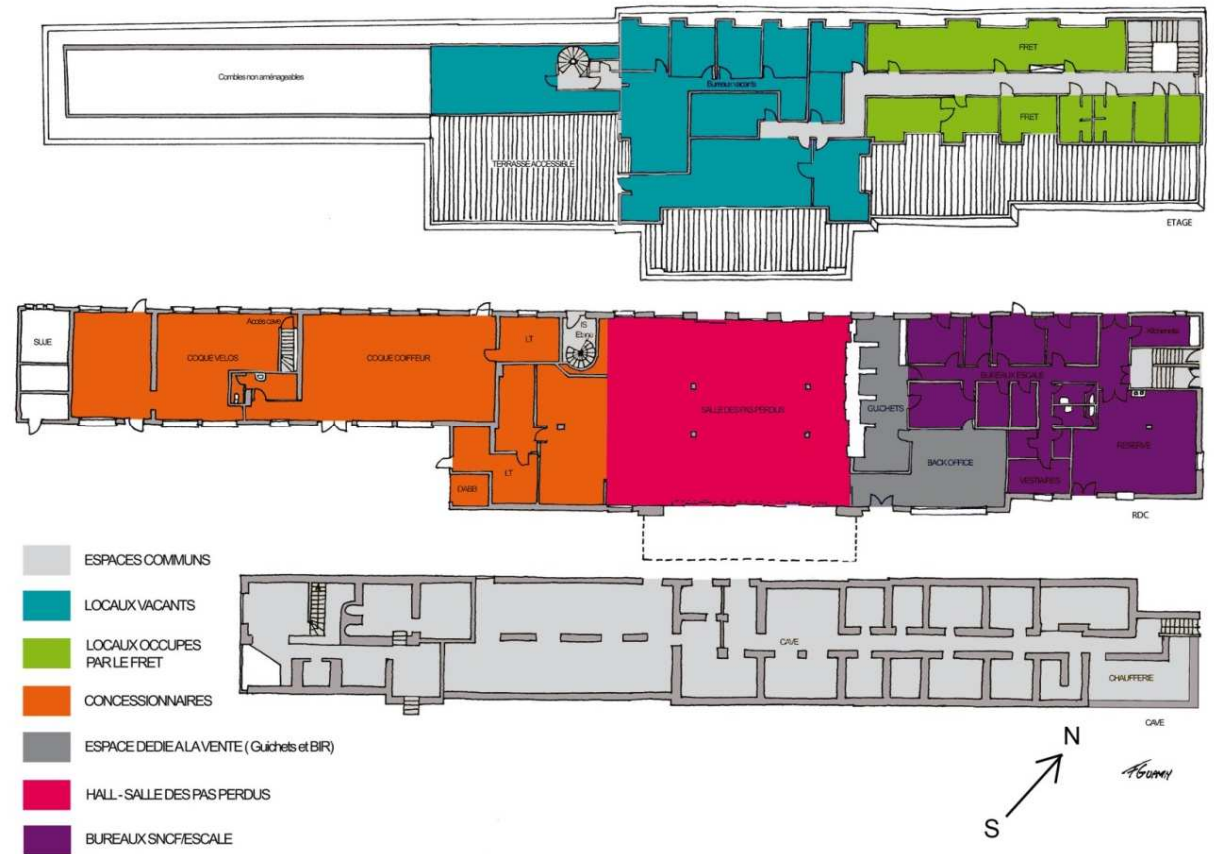 Combles non aménageables
TERRASSE ACCESSIBLE
Bureaux vacants
FRET
FRET
ETAGE
SUJE
COQUE VELOS
Accès cave
COQUE COIFFEUR
I.T
IS
I.T
DABB
SALLE DES PAS PERDUS
GUICHETS
BACK OFFICE
BUREAUX ESCALE
Kitchenette
VESTIAIRES
RESERVE
RDC
CAVE
CHAUFFERIE
CAVE
ESPACES COMMUNS
LOCAUX VACANTS
LOCAUX OCCUPES
PAR LE FRET
CONCESSIONNAIRES
ESPACE DEDIE A LA VENTE ( Guichets et BIR)
HALL - SALLE DES PAS PERDUS
BUREAUX SNCF/ESCALE
N
S